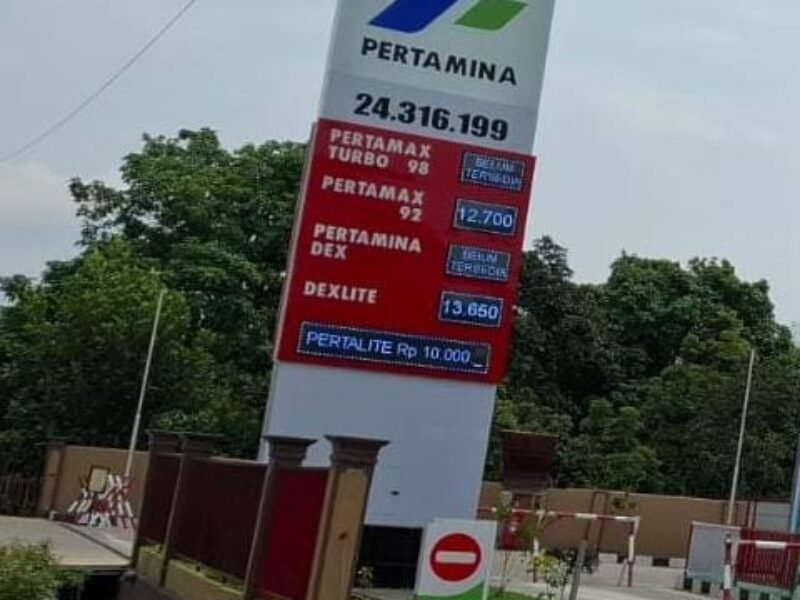 PERTAMINA
24.316.199
PERTAMAX
TURBO 98
BELUM
TERSEDIA
PERTAMAX
92
12.700
PERTAMINA
DEX
BELUM
TERSEDIA
DEXLITE
13.650
PERTALITE Rp 10.000_